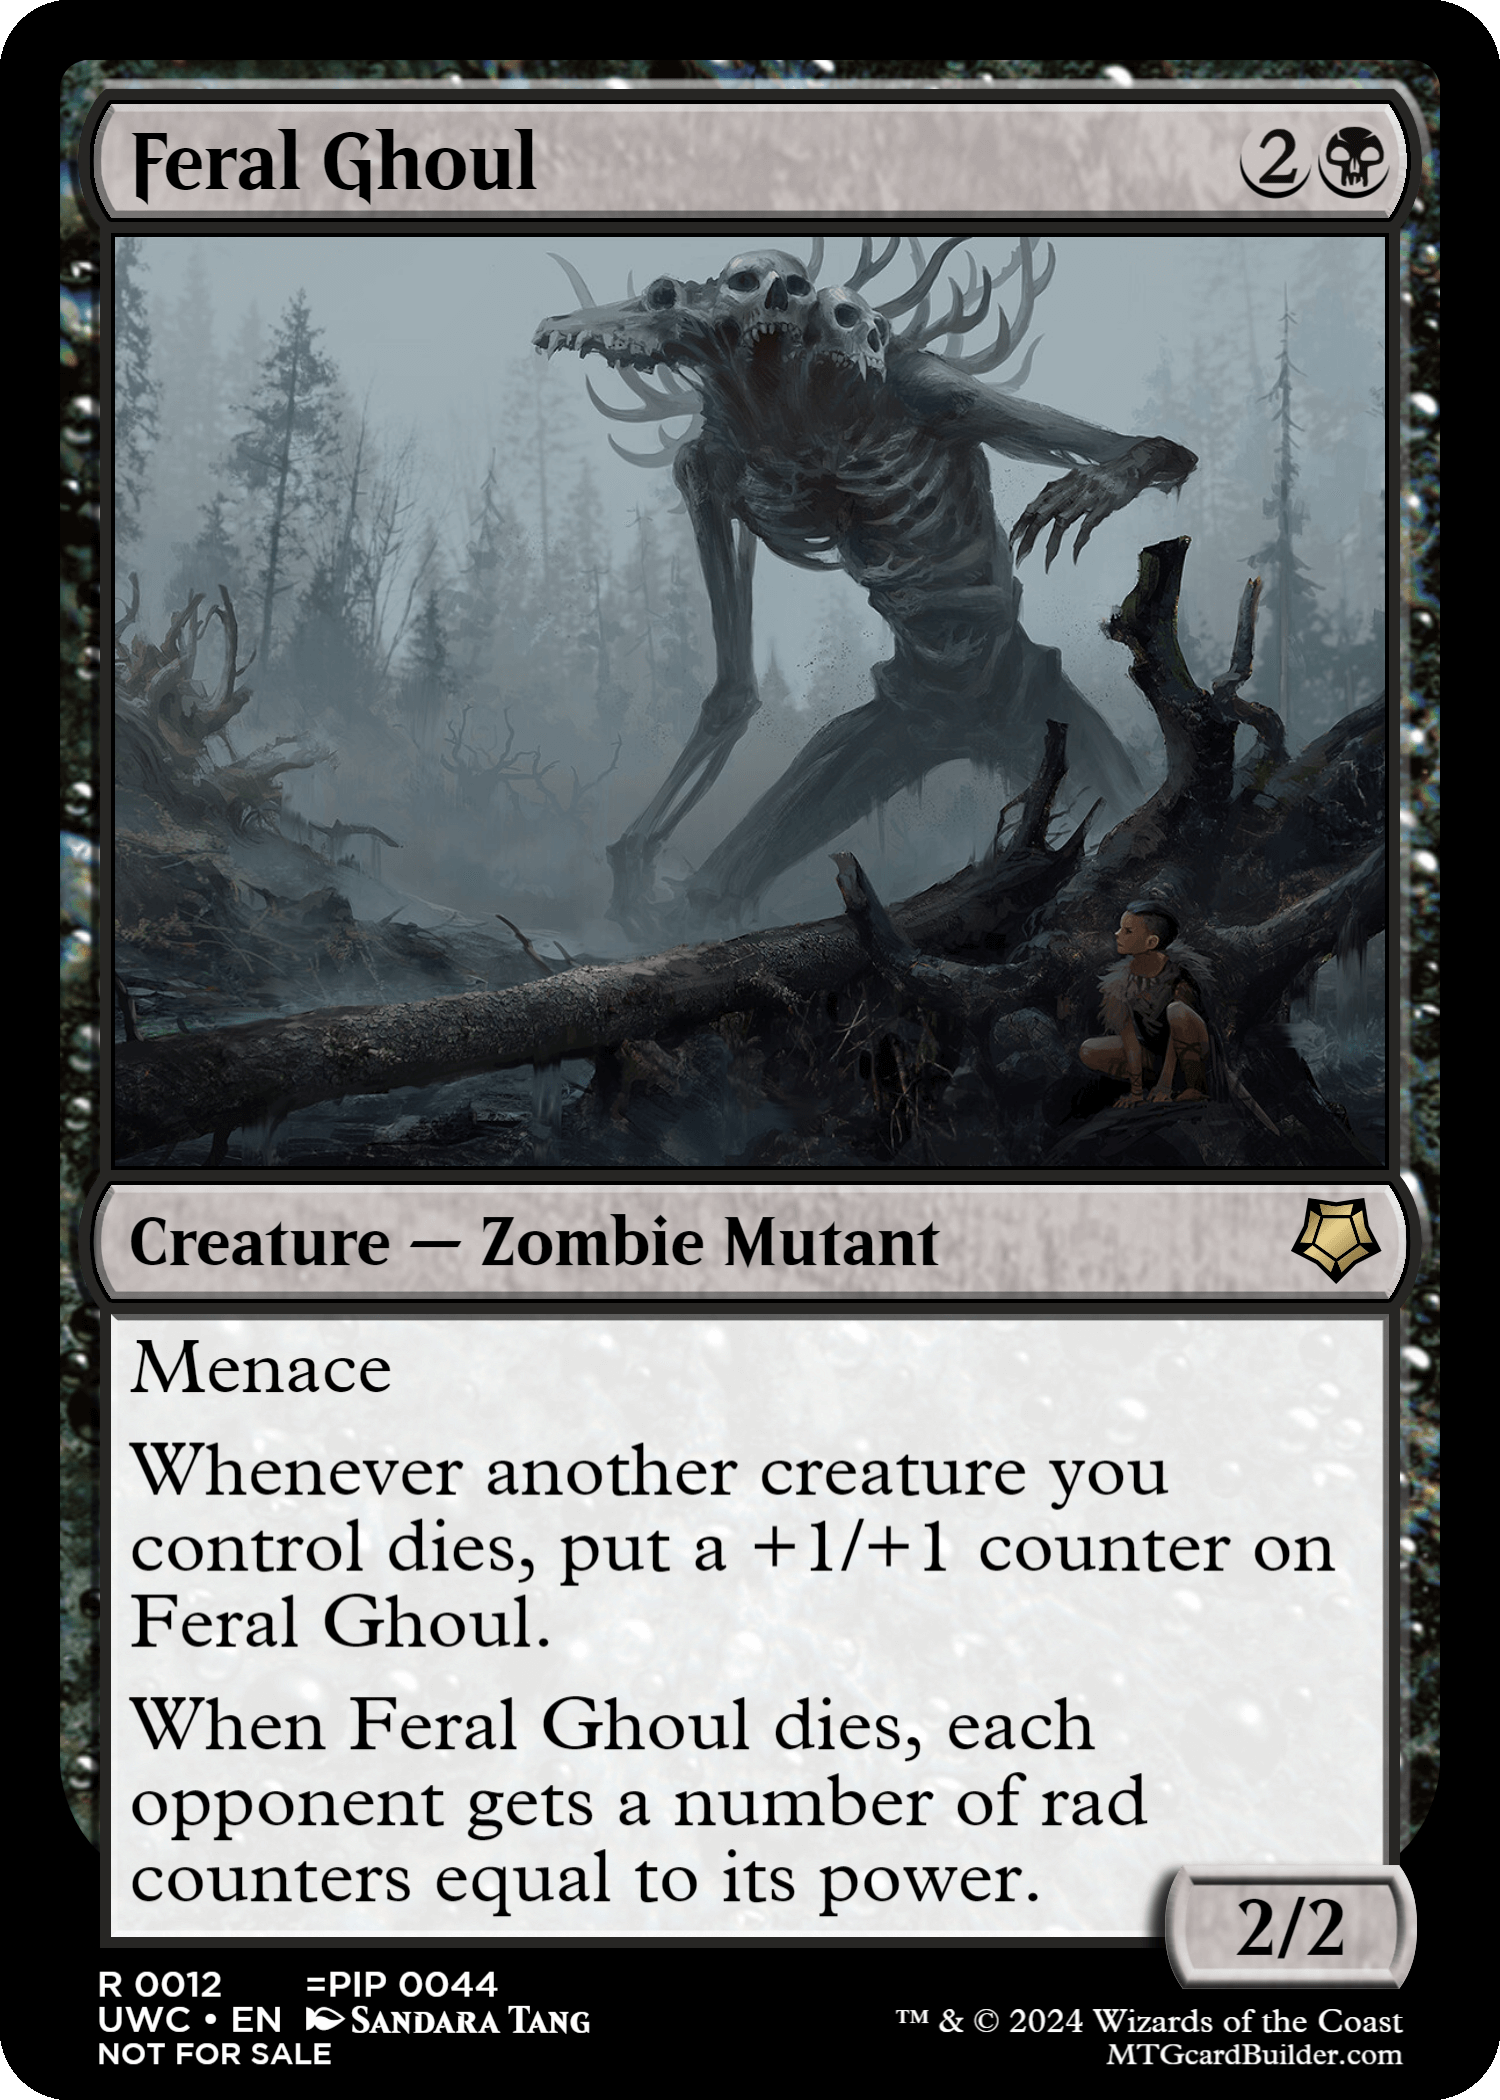 Feral Ghoul 2
Creature — Zombie Mutant
Menace
Whenever another creature you
control dies, put a +1/+1 counter on
Feral Ghoul.
When Feral Ghoul dies, each
opponent gets a number of rad
counters equal to its power.
2/2
R 0012 =PIP 0044
UWC • EN Sandara Tang
NOT FOR SALE
™ & © 2024 Wizards of the Coast
MTGcardBuilder.com